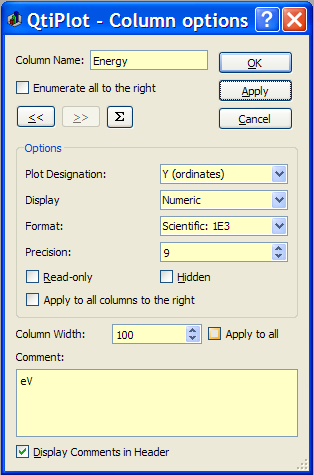 QtiPlot - Column options ? X
Column Name: Energy OK
Enumerate all to the right Apply
<< >> Σ Cancel
Options
Plot Designation: Y (ordinates)
Display Numeric
Format: Scientific: 1E3
Precision: 9
Read-only Hidden
Apply to all columns to the right
Column Width: 100 Apply to all
Comment:
eV
Display Comments in Header